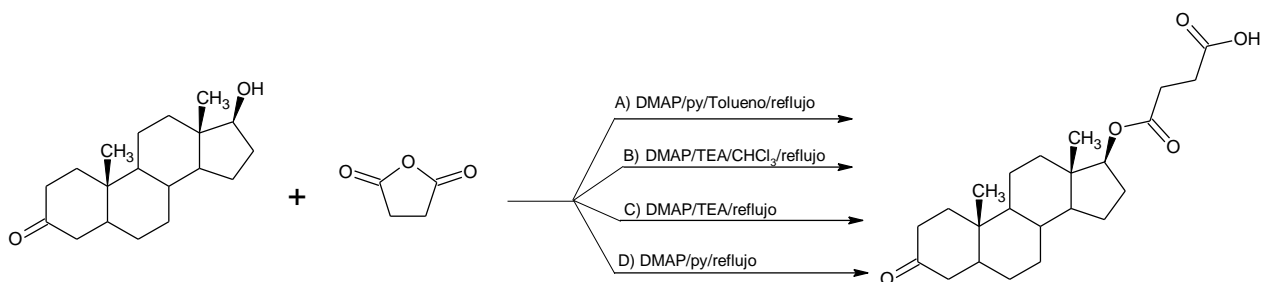 OH
CH3
CH3
O
+
O
O
O
A) DMAP/py/Tolueno/reflujo
B) DMAP/TEA/CHCl3/reflujo
C) DMAP/TEA/reflujo
D) DMAP/py/reflujo
O
OH
O
O
CH3
CH3
O